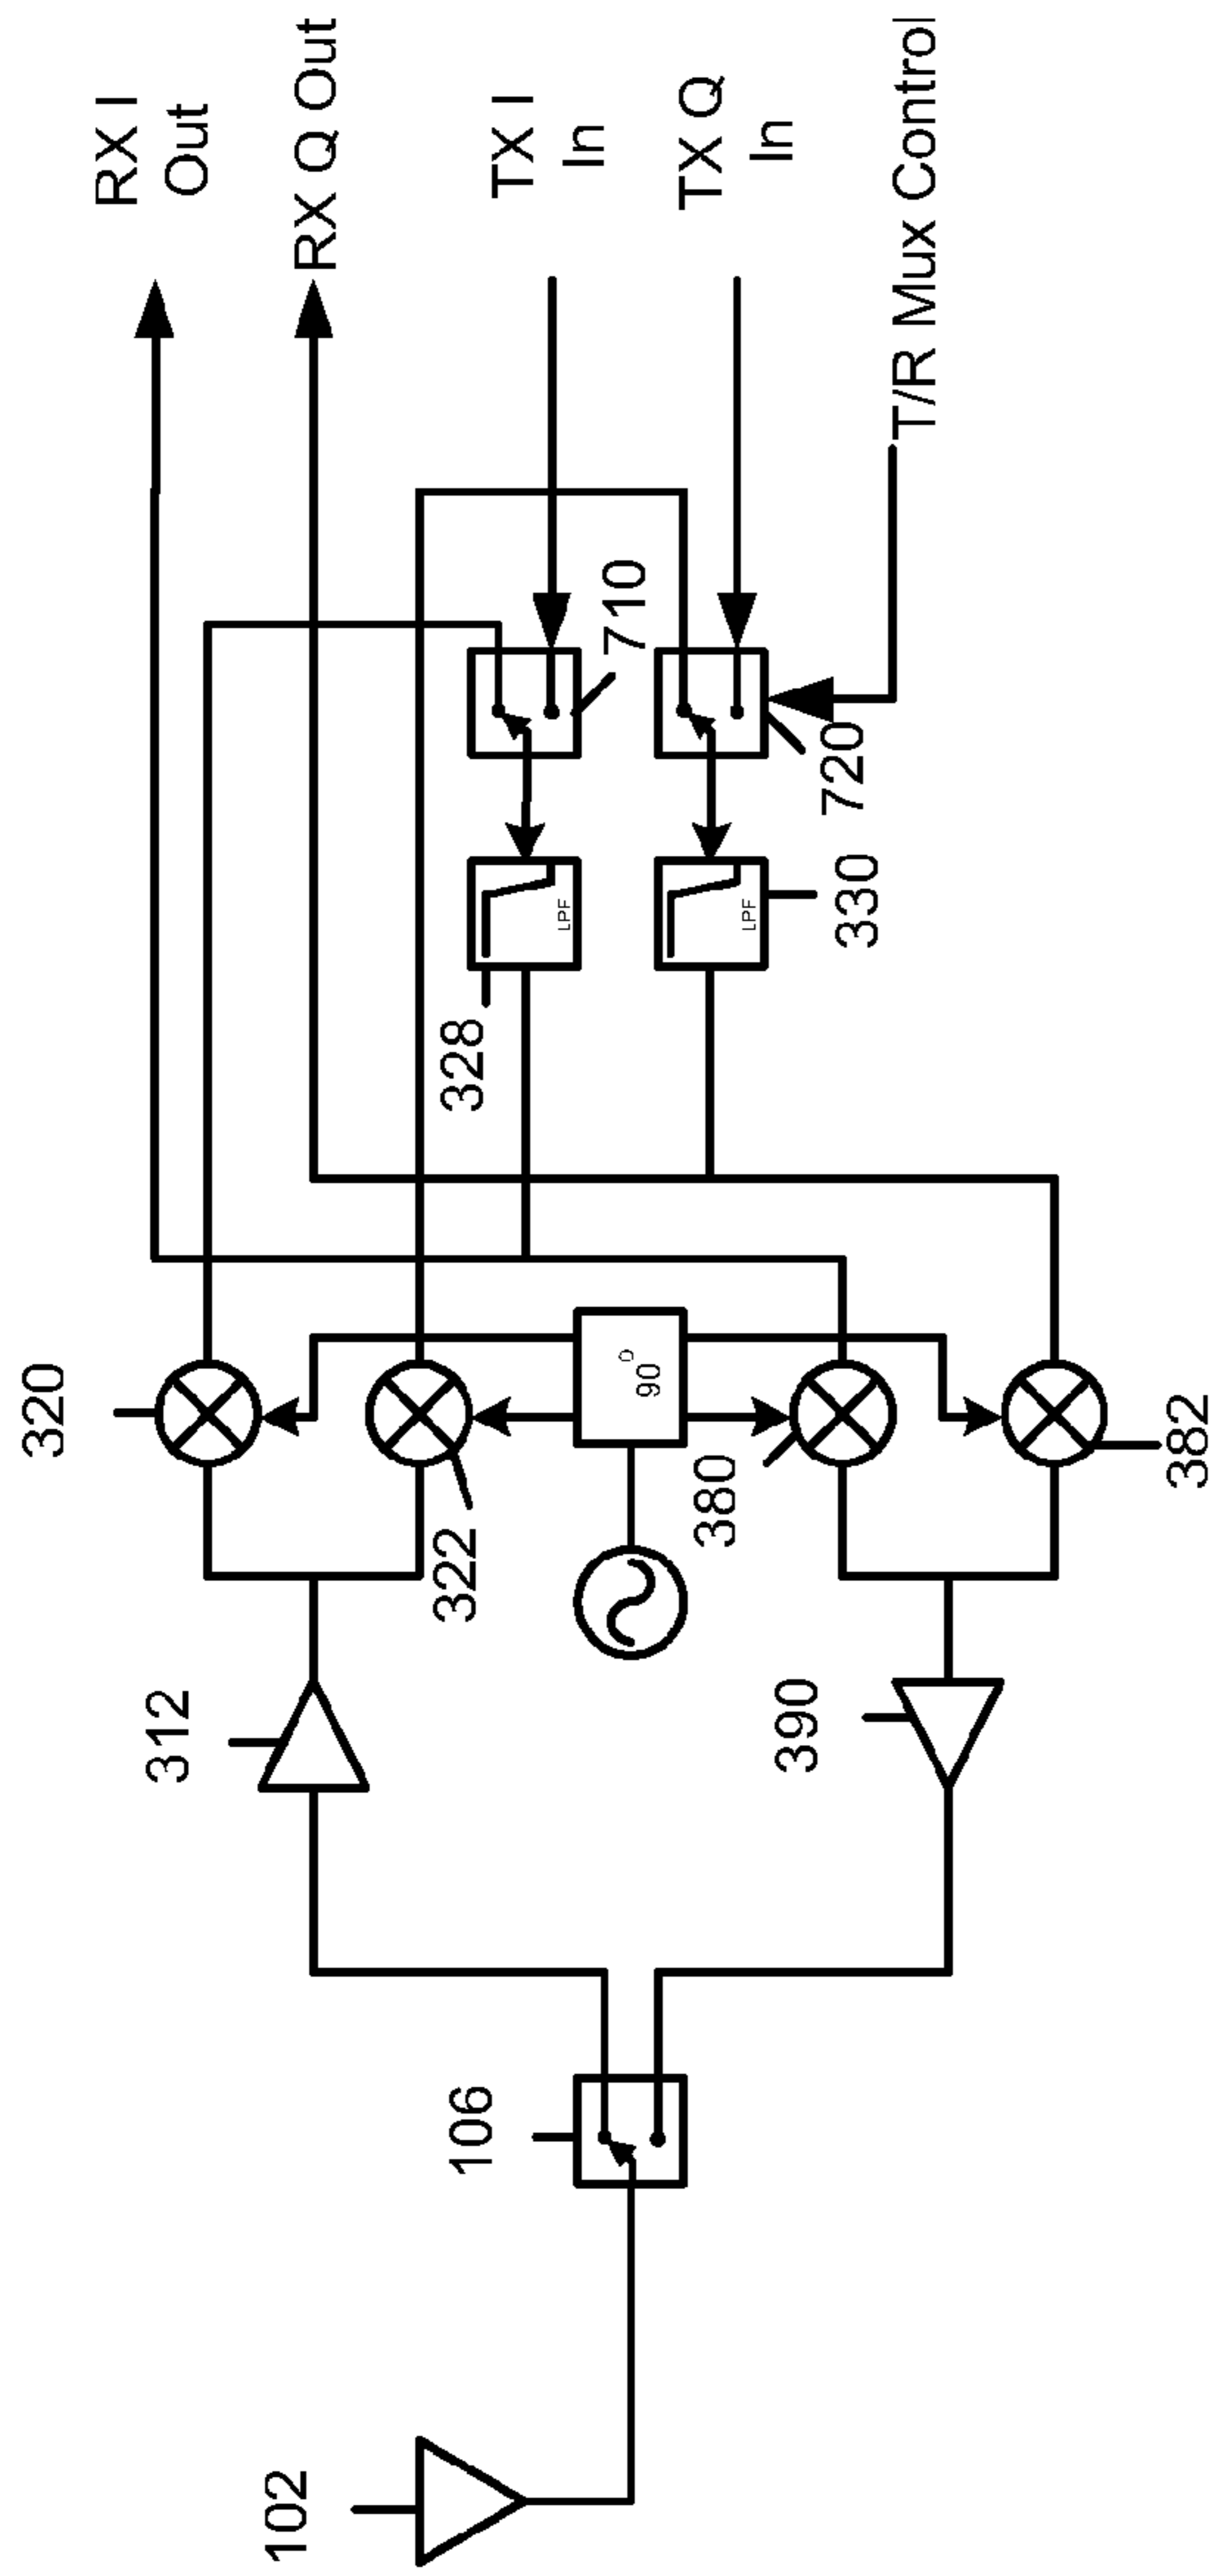 RX I
Out
RX Q Out
TX I
In
TX Q
In
T/R Mux Control
710
720
328
LPF
LPF
330
320
322
90°
380
382
312
390
106
102